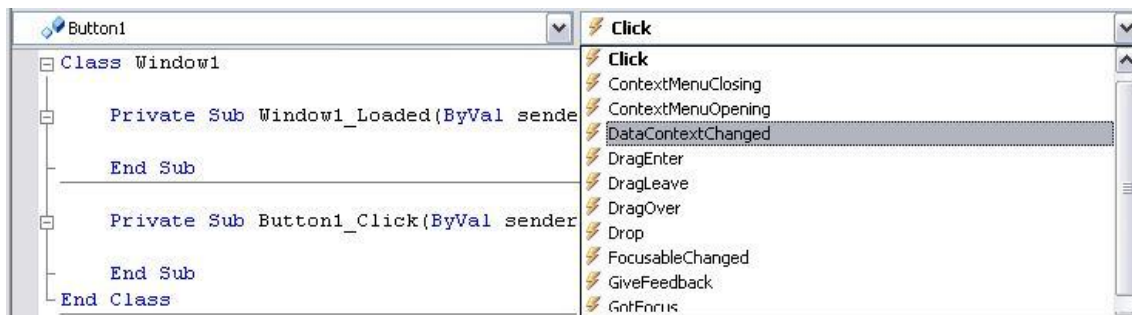 Button1
Click
Class Window1
Private Sub Window1_Loaded(ByVal sende
End Sub
Private Sub Button1_Click(ByVal sender
End Sub
End Class
Click
ContextMenuClosing
ContextMenuOpening
DataContextChanged
DragEnter
DragLeave
DragOver
Drop
FocusableChanged
GiveFeedback
GotFocus